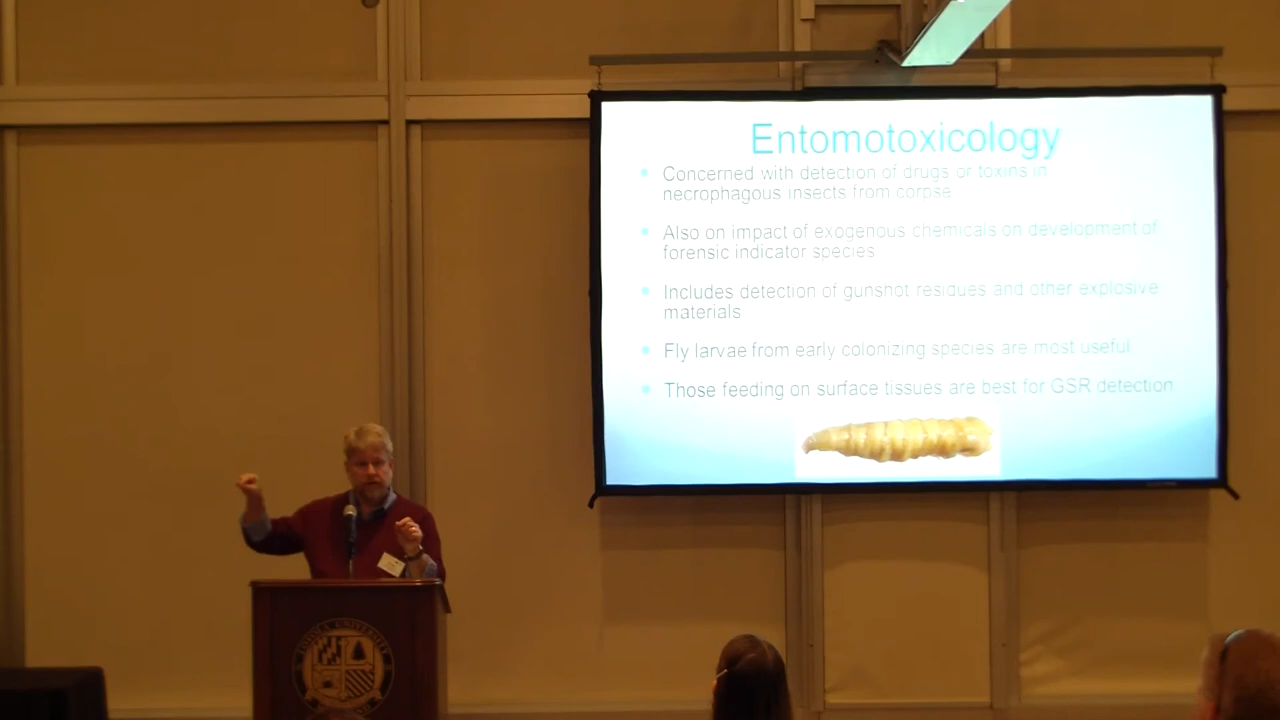 Entomotoxicology
Concerned with detection of drugs or toxins in
necrophagous insects from corpse
Also on impact of exogenous chemicals on development of
forensic indicator species
Includes detection of gunshot residues and other explosive
materials
Fly larvae from early colonizing species are most useful
Those feeding on surface tissues are best for GSR detection
UNIVERSITY